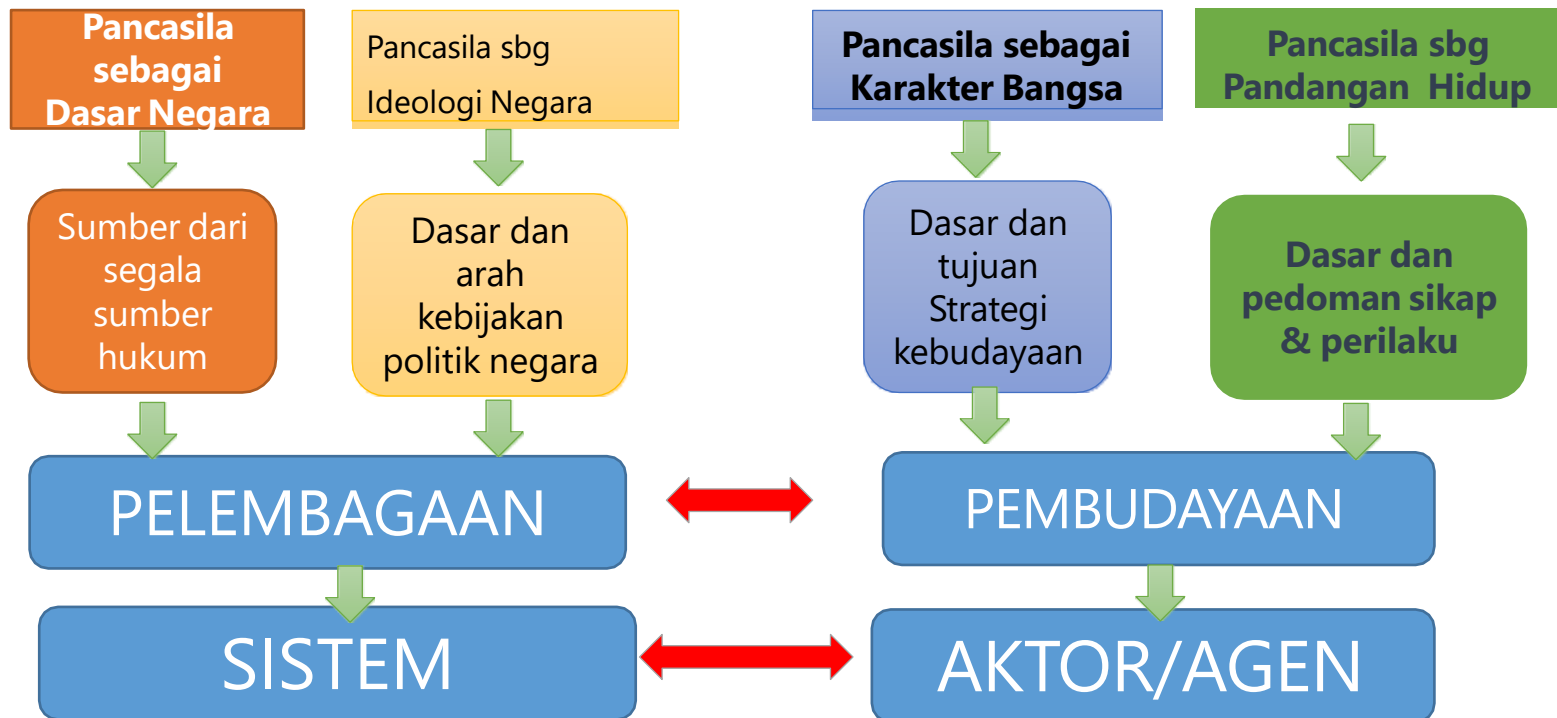 Pancasila
sebagai
Dasar Negara
Pancasila sbg
Ideologi Negara
Pancasila sebagai
Karakter Bangsa
Pancasila sbg
Pandangan Hidup
Sumber dari
segala
sumber
hukum
Dasar dan
arah
kebijakan
politik negara
Dasar dan
tujuan
Strategi
kebudayaan
Dasar dan
pedoman sikap
& perilaku
PELEMBAGAAN
PEMBUDAYAAN
SISTEM
AKTOR/AGEN